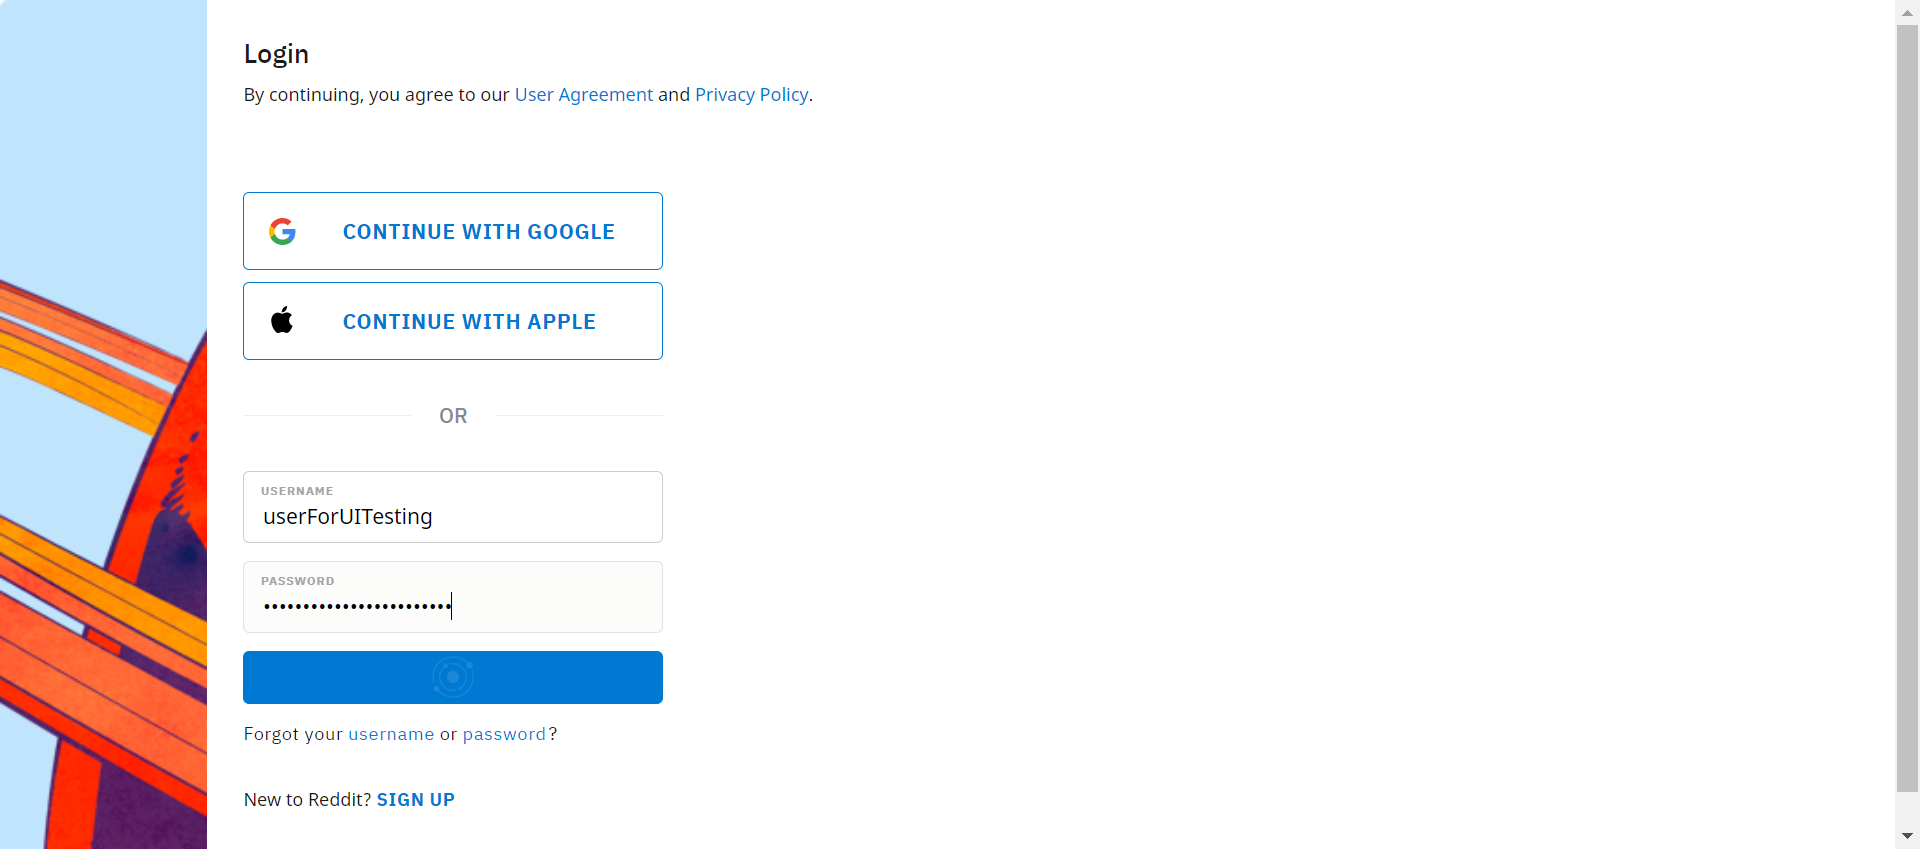 Login
By continuing, you agree to our User Agreement and Privacy Policy.
CONTINUE WITH GOOGLE
CONTINUE WITH APPLE
OR
USERNAME
userForUITesting
PASSWORD
••••••••••••••••••••••••
Forgot your username or password?
New to Reddit? SIGN UP